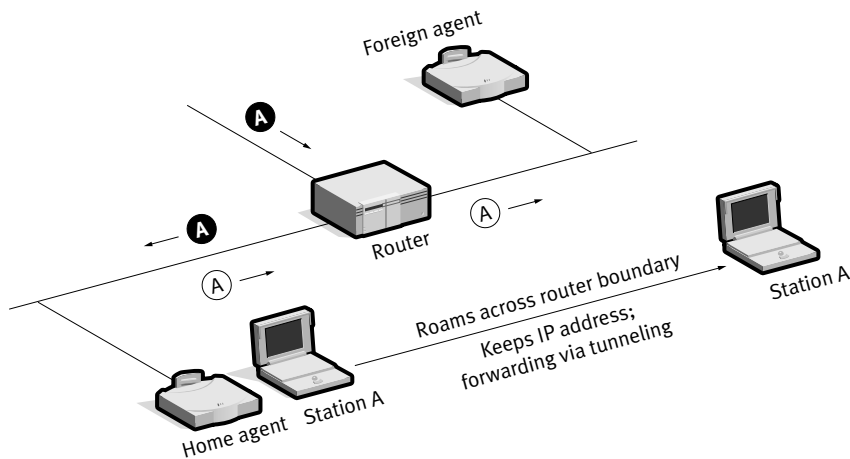 Foreign agent
A
A
Router
A
A
Roams across router boundary
Keeps IP address;
forwarding via tunneling
Station A
Station A
Home agent